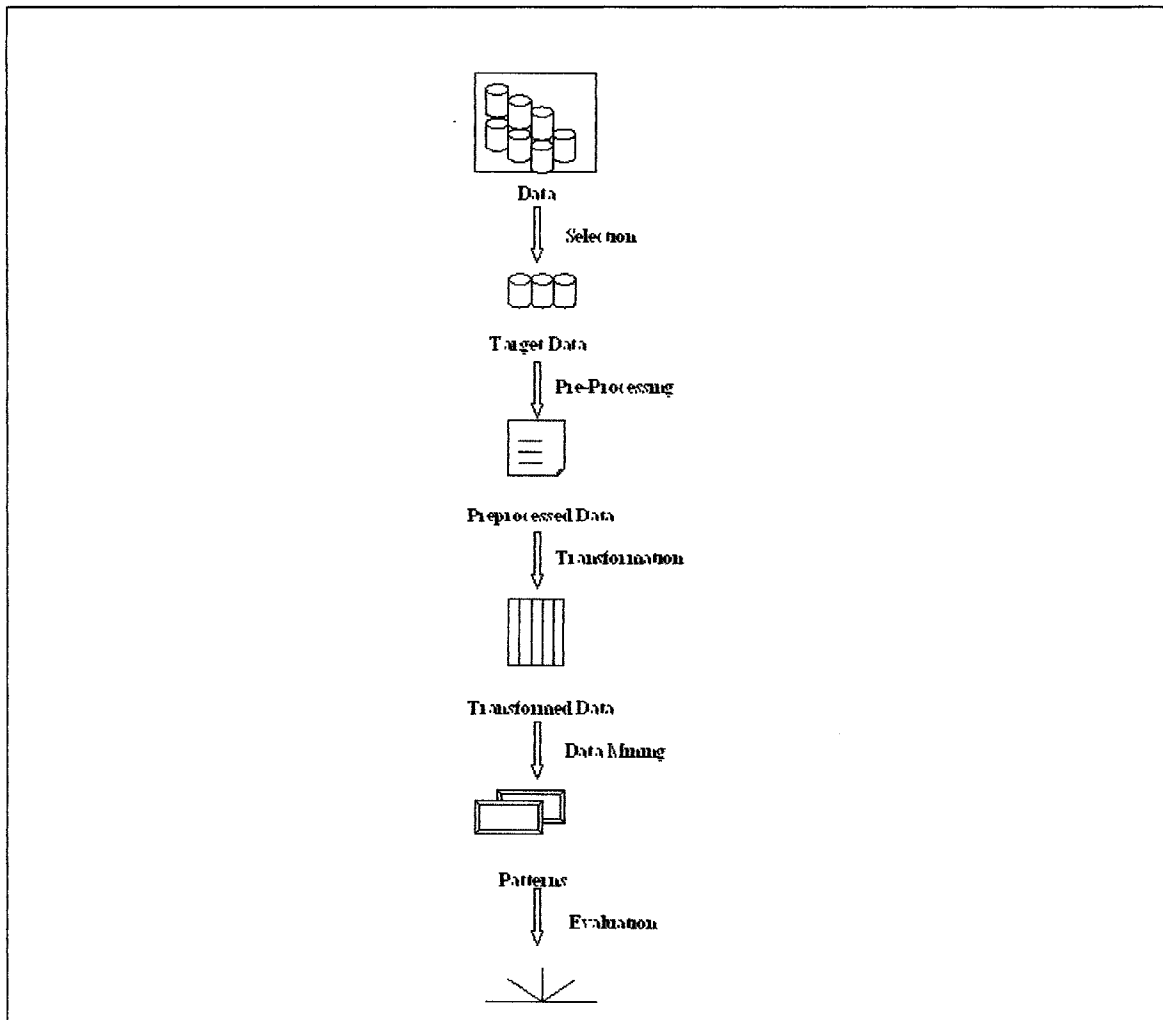 Data
Selection
Target Data
Pre-Processing
Preprocessed Data
Transformation
Transformed Data
Data Mining
Patterns
Evaluation